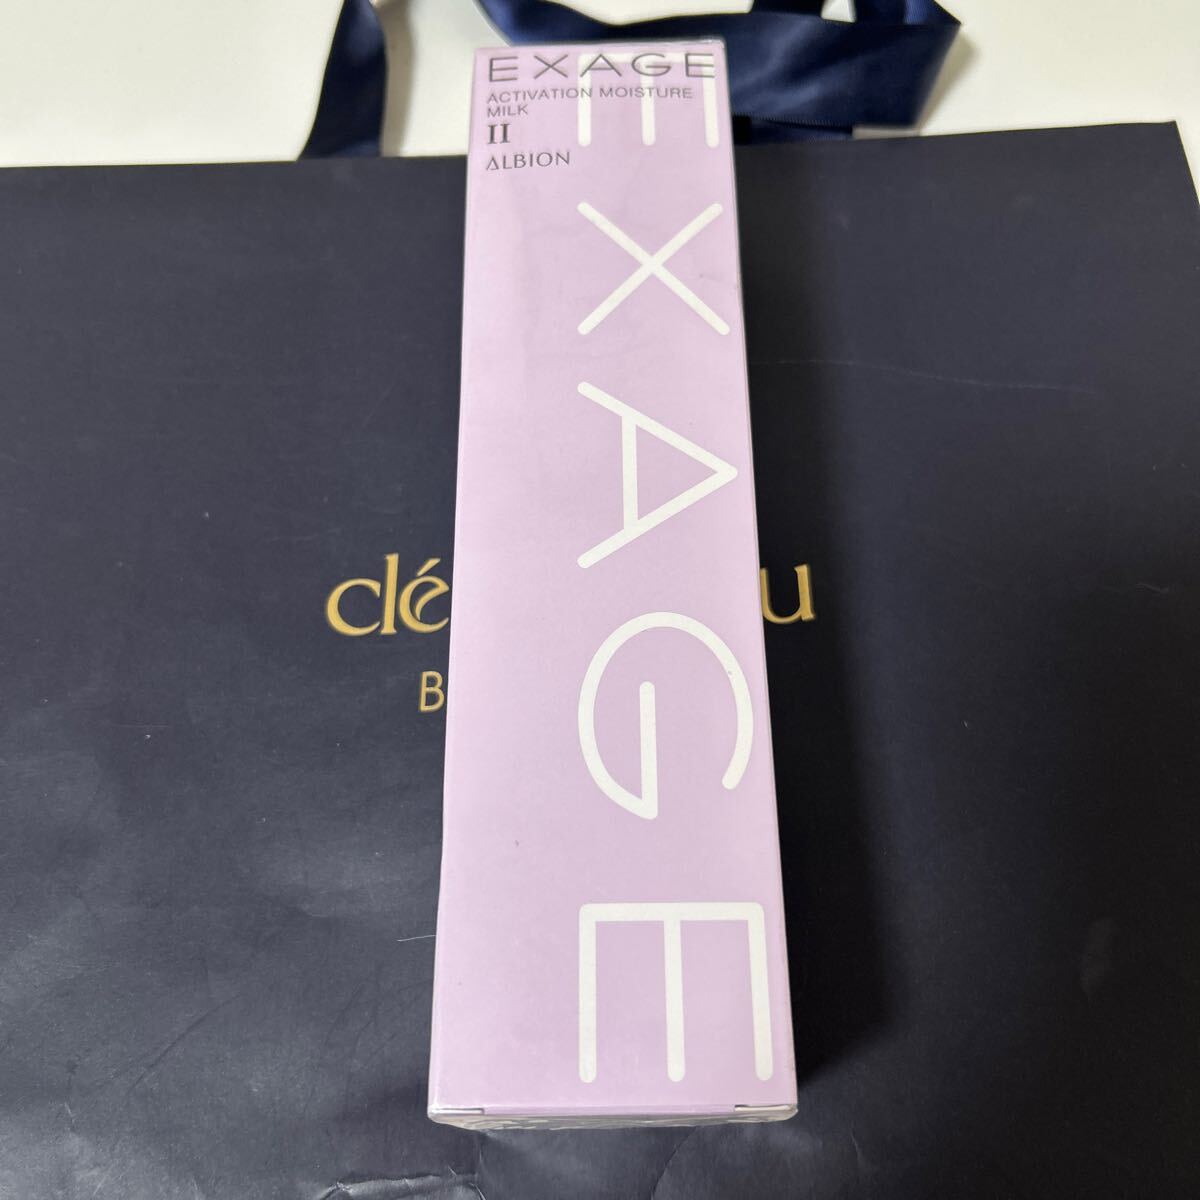 EXAGE
ACTIVATION MOISTURE
MILK
II
ALBION
EXAGE
clé
u
B